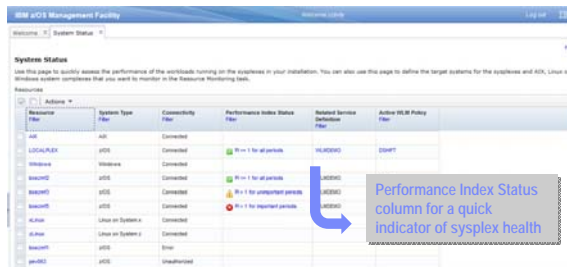 IBM z/OS Management Facility
Welcome
Log out
Welcome
System Status
System Status
Use this page to quickly assess the performance of the workloads running on the sysplexes in your installation. You can also use this page to define the target systems for the sysplexes and AIX, Linux
Windows system complexes that you want to monitor in the Resource Monitoring task.
Resources
Actions
Resource System Type Connectivity Performance Index Status Related Service Definition Active WLM Policy
Filter Filter Filter Filter Filter Filter
AIX AIX Connected
LOCALPLEX z/OS Connected PI <= 1 for all periods WLMDEMO
Windows Windows Connected
z/OS Connected PI <= 1 for all periods WLMDEMO
z/OS Connected PI > 1 for unimportant periods
z/OS Connected PI > 1 for important periods
xLinux Linux on System x Connected
zLinux Linux on System z Connected
z/OS Error
z/OS Unauthorized
Performance Index Status
column for a quick
indicator of sysplex health